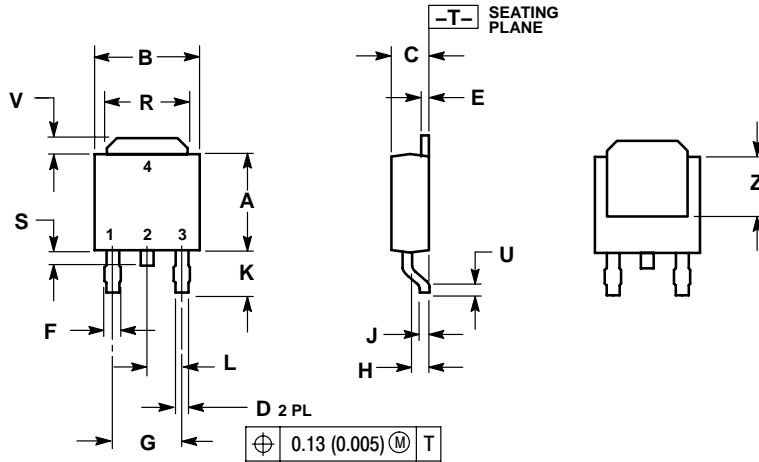 –T– SEATING
PLANE
B
C
V
R
E
4
Z
A
S
1 2 3
U
K
F
J
L
H
D 2 PL
G
⌖ 0.13 (0.005) Ⓜ T